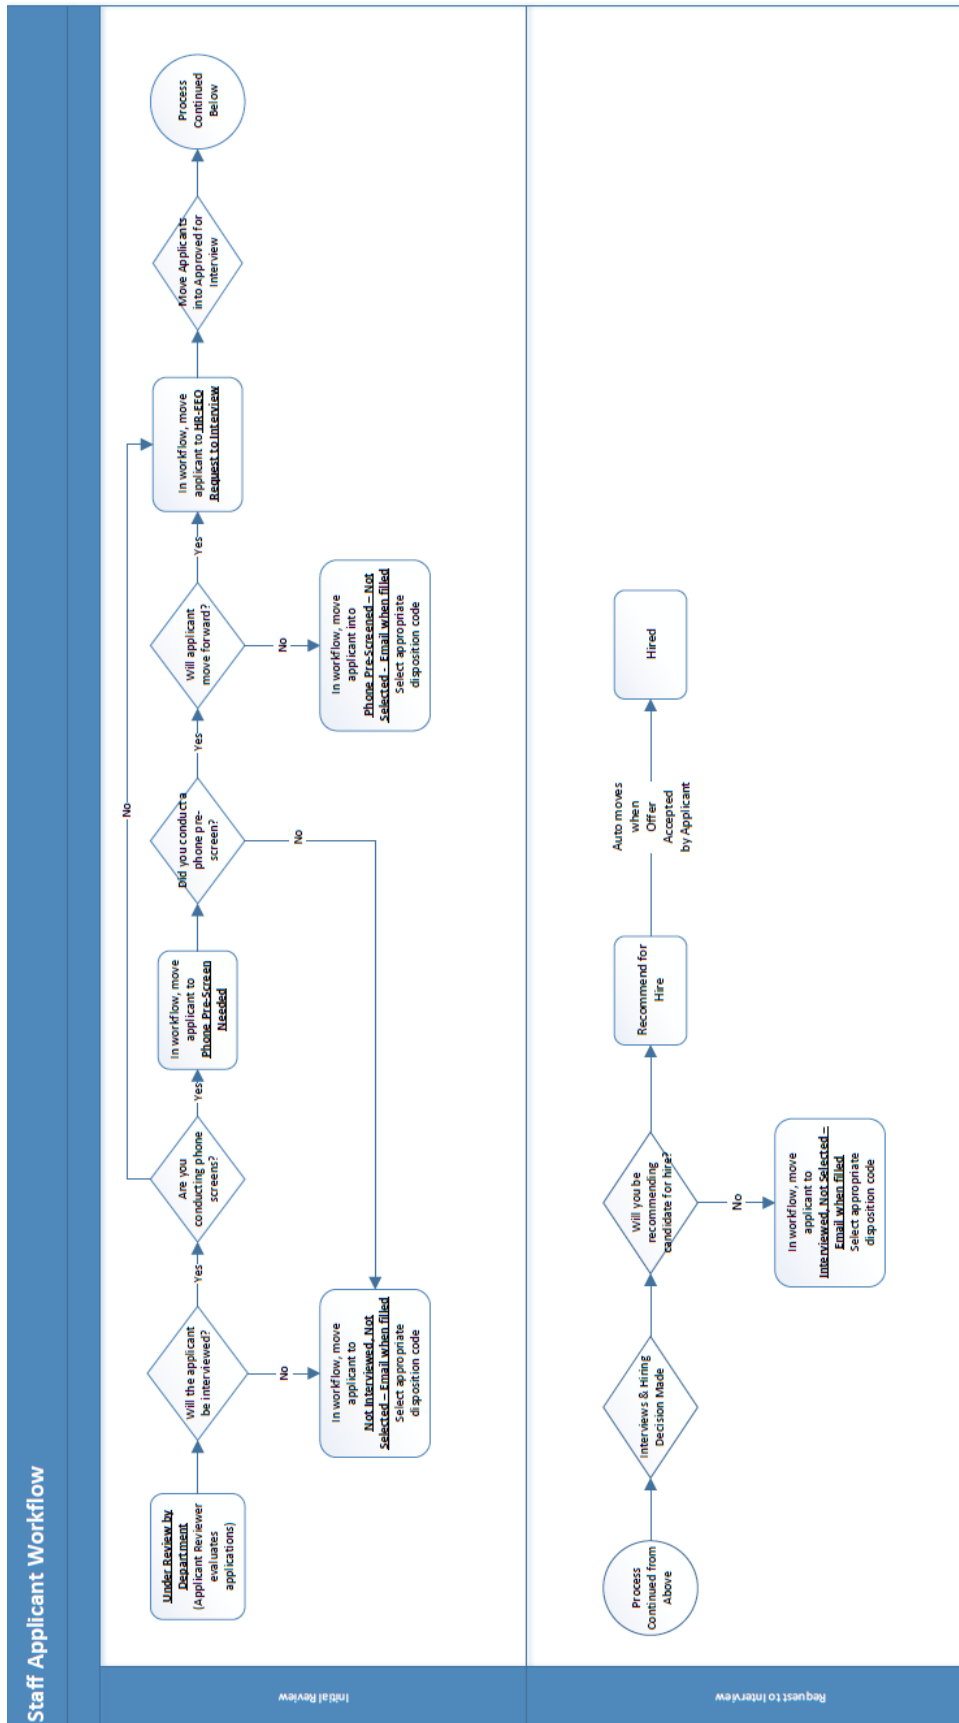 Staff Applicant Workflow
Initial Review
Under Review by
Department
(Applicant Reviewer
evaluates
applications)
Will the applicant
be interviewed?
Yes
No
In workflow, move
applicant to
Not Interviewed, Not
Selected – Email when filled
Select appropriate
disposition code
Are you
conducting phone
screens?
Yes
No
In workflow, move
applicant to
Phone Pre-Screen
Needed
Did you conduct a
phone pre-
screen?
Yes
No
Will applicant
move forward?
Yes
No
In workflow, move
applicant into
Phone Pre-Screened – Not
Selected - Email when filled
Select appropriate
disposition code
In workflow, move
applicant to HR-EEO
Request to Interview
Move Applicants
into Approved for
Interview
Process
Continued
Below
Request to Interview
Process
Continued from
Above
Interviews & Hiring
Decision Made
Will you be
recommending
candidate for hire?
No
In workflow, move
applicant to
Interviewed, Not Selected –
Email when filled
Select appropriate
disposition code
Recommend for
Hire
Auto moves
when
Offer
Accepted
by Applicant
Hired